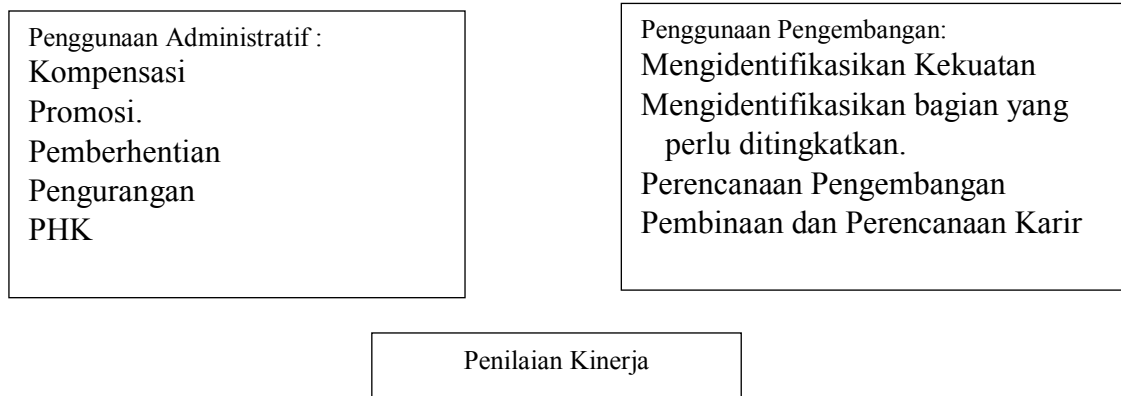 Penggunaan Administratif :
Kompensasi
Promosi.
Pemberhentian
Pengurangan
PHK
Penggunaan Pengembangan:
Mengidentifikasikan Kekuatan
Mengidentifikasikan bagian yang
perlu ditingkatkan.
Perencanaan Pengembangan
Pembinaan dan Perencanaan Karir
Penilaian Kinerja